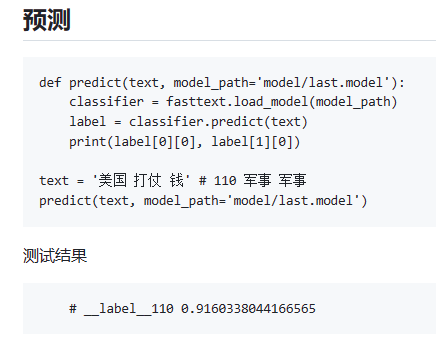 预测
def predict(text, model_path='model/last.model'):
    classifier = fasttext.load_model(model_path)
    label = classifier.predict(text)
    print(label[0][0], label[1][0])
text = '美国 打仗 钱' # 110 军事 军事
predict(text, model_path='model/last.model')
测试结果
    # __label__110 0.9160338044166565